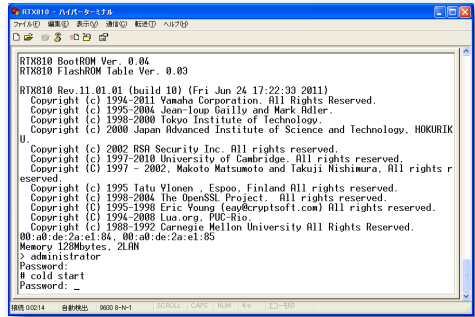 RTX810 - ハイパーターミナル
ファイル(F) 編集(E) 表示(V) 通信(C) 転送(T) ヘルプ(H)
RTX810 BootROM Ver. 0.04
RTX810 FlashROM Table Ver. 0.03
RTX810 Rev.11.01.01 (build 10) (Fri Jun 24 17:22:33 2011)
Copyright (c) 1994-2011 Yamaha Corporation. All Rights Reserved.
Copyright (c) 1995-2004 Jean-loup Gailly and Mark Adler.
Copyright (c) 1998-2000 Tokyo Institute of Technology.
Copyright (c) 2000 Japan Advanced Institute of Science and Technology, HOKURIK
U.
Copyright (c) 2002 RSA Security Inc. All rights reserved.
Copyright (c) 1997-2010 University of Cambridge. All rights reserved.
Copyright (C) 1997 - 2002, Makoto Matsumoto and Takuji Nishimura, All rights r
eserved.
Copyright (c) 1995 Tatu Ylonen , Espoo, Finland All rights reserved.
Copyright (c) 1998-2004 The OpenSSL Project. All rights reserved.
Copyright (C) 1995-1998 Eric Young (eay@cryptsoft.com) All rights reserved.
Copyright (C) 1994-2008 Lua.org, PUC-Rio.
Copyright (c) 1988-1992 Carnegie Mellon University All Rights Reserved.
00:a0:de:2a:e1:84, 00:a0:de:2a:e1:85
Memory 128Mbytes, 2LAN
> administrator
Password:
# cold start
Password: _
接続 0:02:14 自動検出 9600 8-N-1 SCROLL CAPS NUM キャ エコー印印